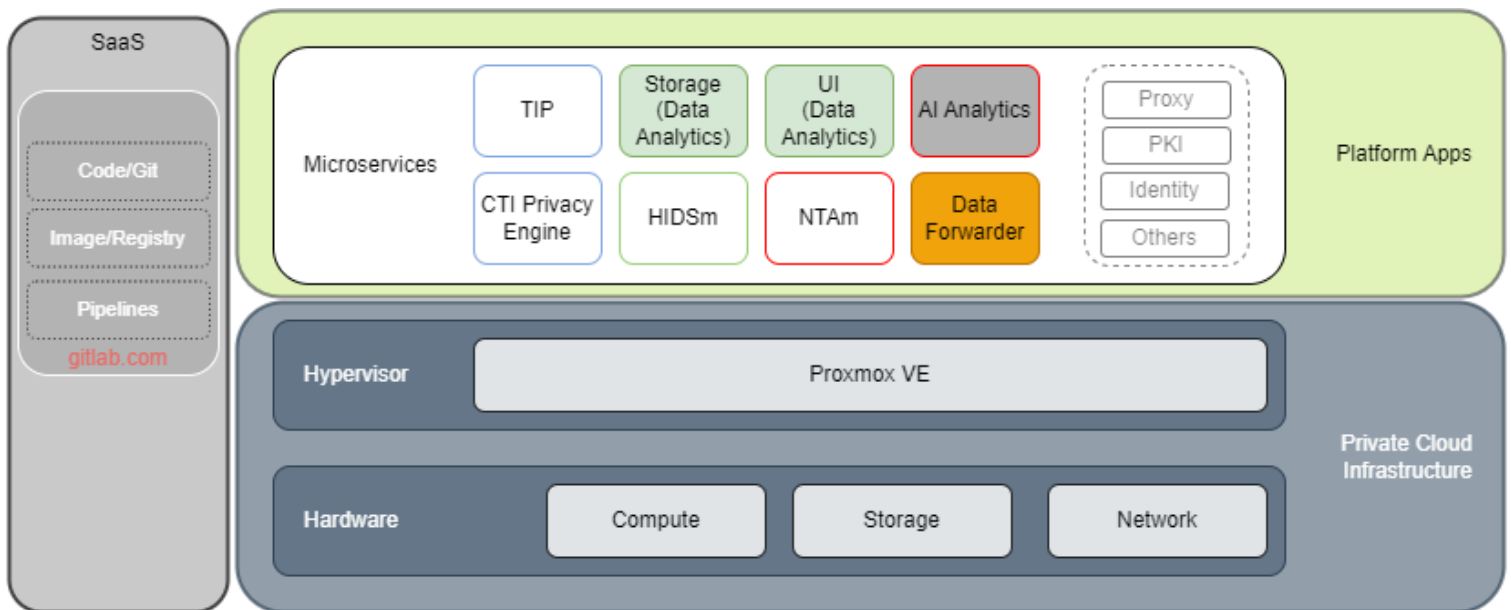 SaaS
Code/Git
Image/Registry
Pipelines
gitlab.com
Microservices
TIP
Storage
(Data
Analytics)
UI
(Data
Analytics)
AI Analytics
CTI Privacy
Engine
HIDSm
NTAm
Data
Forwarder
Proxy
PKI
Identity
Others
Platform Apps
Hypervisor
Proxmox VE
Hardware
Compute
Storage
Network
Private Cloud
Infrastructure